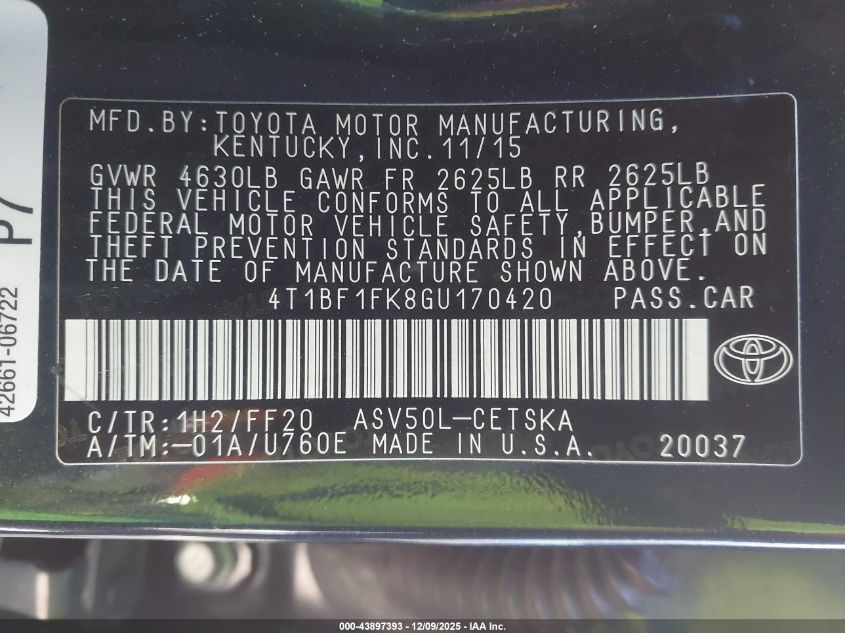 MFD.BY:TOYOTA MOTOR MANUFACTURING,
KENTUCKY,INC.11/15
GVWR 4630LB GAWR FR 2625LB RR 2625LB
THIS VEHICLE CONFORMS TO ALL APPLICABLE
FEDERAL MOTOR VEHICLE SAFETY,BUMPER,AND
THEFT PREVENTION STANDARDS IN EFFECT ON
THE DATE OF MANUFACTURE SHOWN ABOVE.
4T1BF1FK8GU170420 PASS.CAR
C/TR:1H2/FF20 ASV50L-CETSKA
A/TM:-01A/U760E MADE IN U.S.A. 20037
P7
42661-06722
000-43897393 - 12/09/2025 - IAA Inc.